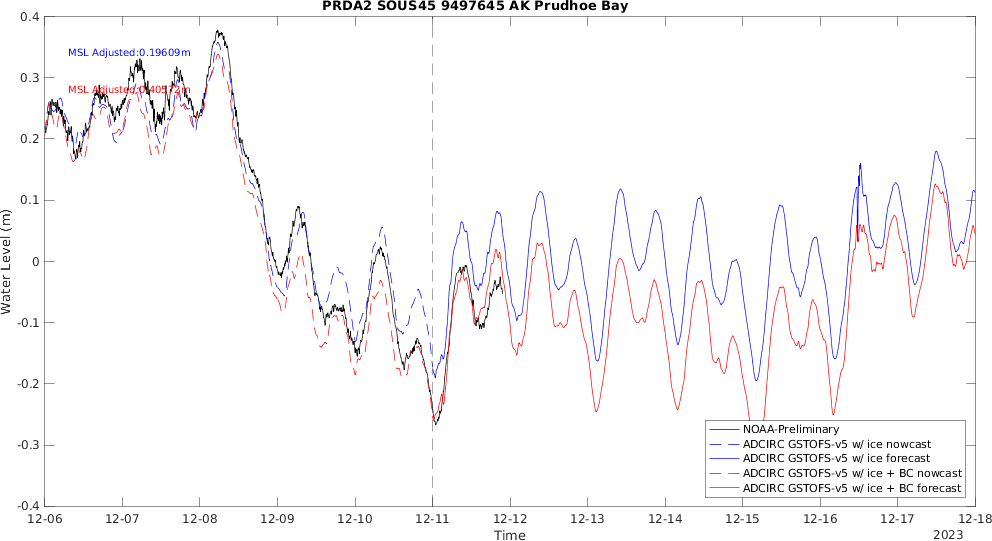 PRDA2 SOUS45 9497645 AK Prudhoe Bay
0.4
0.3
0.2
0.1
0
-0.1
-0.2
-0.3
-0.4
Water Level (m)
MSL Adjusted:0.19609m
MSL Adjusted:0.40572m
NOAA-Preliminary
ADCIRC GSTOFS-v5 w/ ice nowcast
ADCIRC GSTOFS-v5 w/ ice forecast
ADCIRC GSTOFS-v5 w/ ice + BC nowcast
ADCIRC GSTOFS-v5 w/ ice + BC forecast
12-06 12-07 12-08 12-09 12-10 12-11 12-12 12-13 12-14 12-15 12-16 12-17 12-18
Time
2023